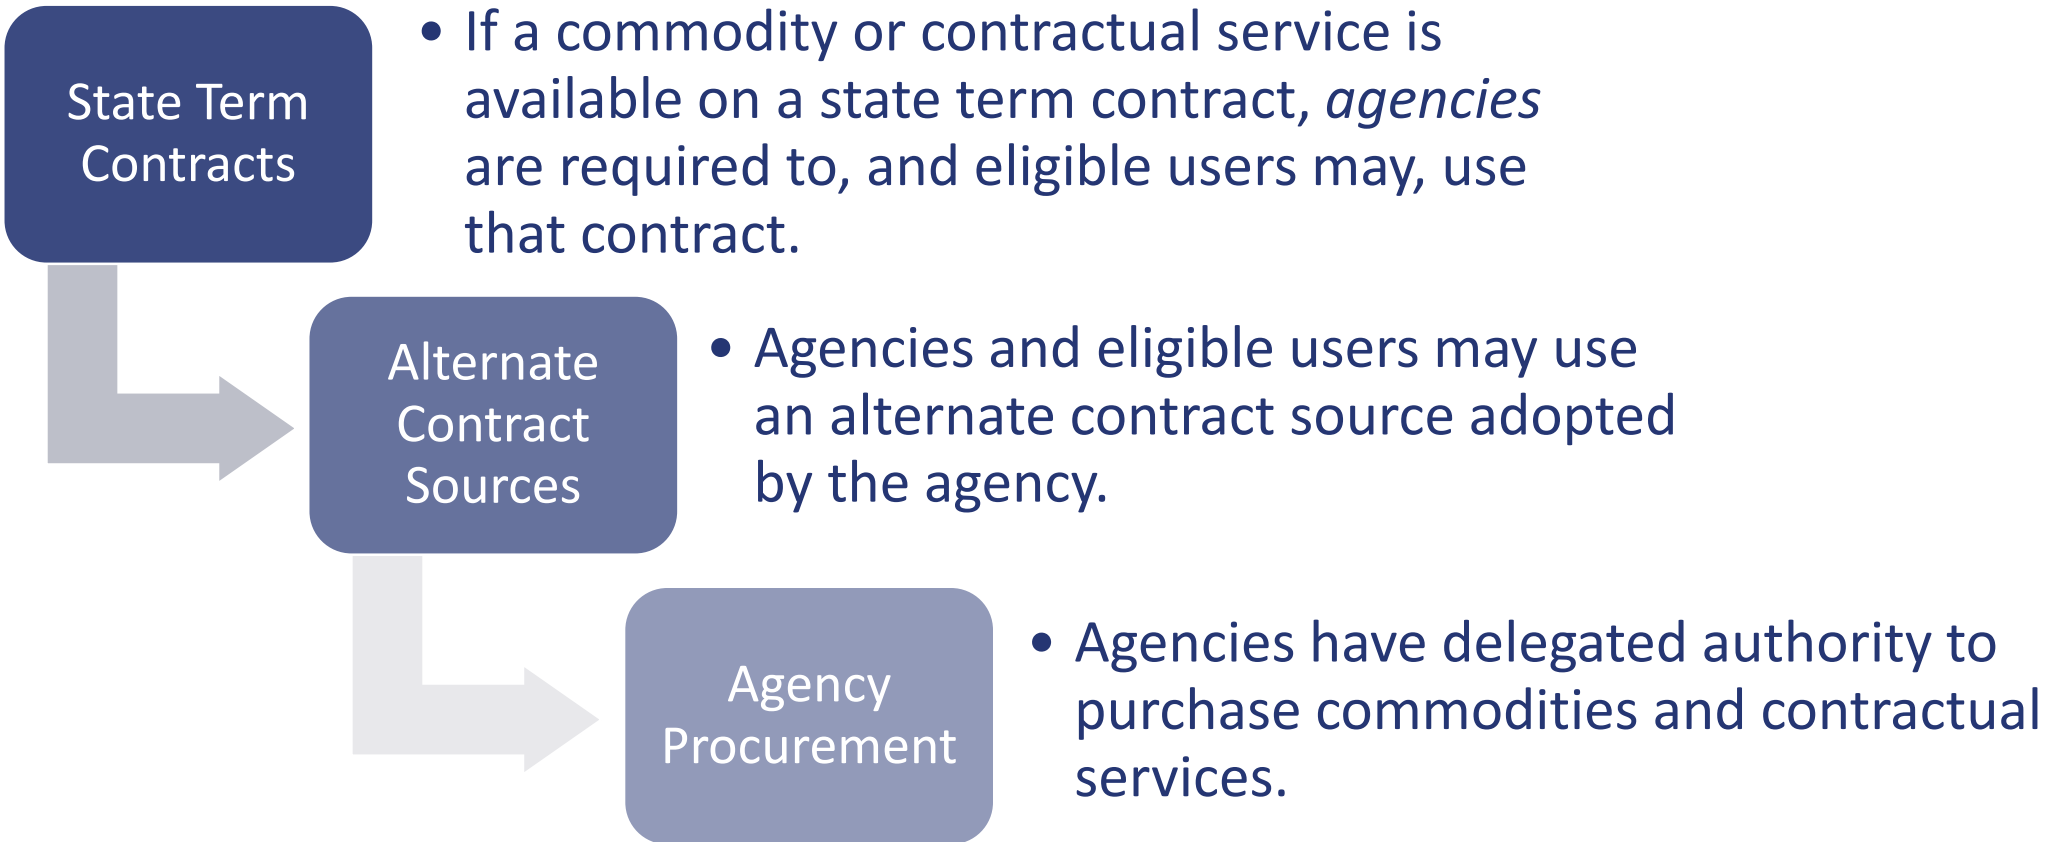 State Term
Contracts
• If a commodity or contractual service is
available on a state term contract, agencies
are required to, and eligible users may, use
that contract.
Alternate
Contract
Sources
• Agencies and eligible users may use
an alternate contract source adopted
by the agency.
Agency
Procurement
• Agencies have delegated authority to
purchase commodities and contractual
services.